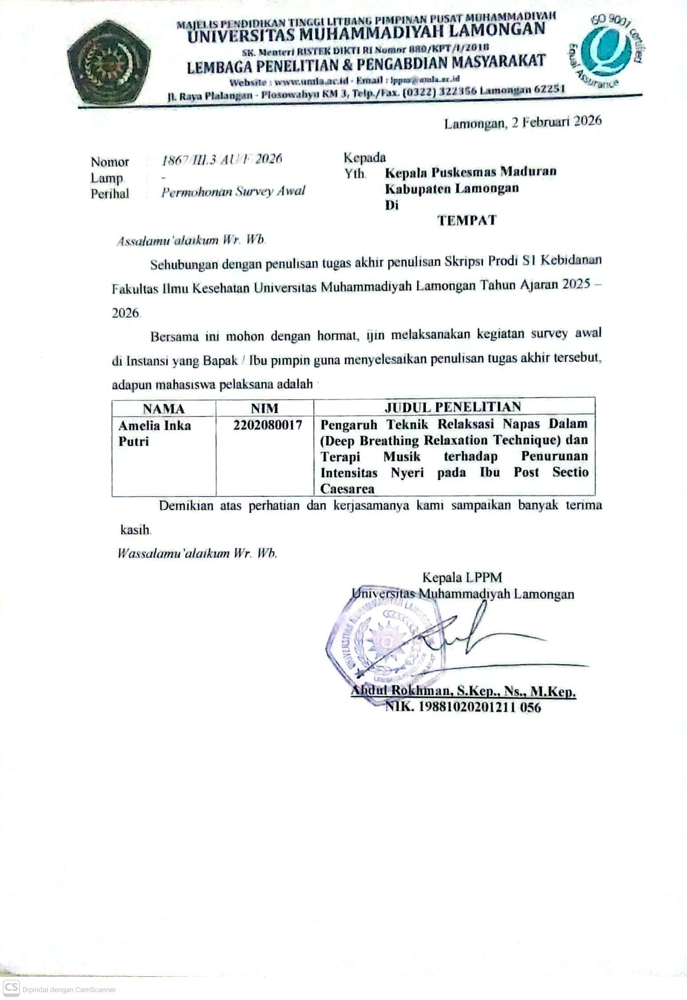 MAJELIS PENDIDIKAN TINGGI LITBANG PIMPINAN PUSAT MUHAMMADIYAH
UNIVERSITAS MUHAMMADIYAH LAMONGAN
SK. Menteri RISTEK DIKTI RI Nomor 880/KPT/I/2018
LEMBAGA PENELITIAN & PENGABDIAN MASYARAKAT
Website : www.umla.ac.id - Email : lppm@umla.ac.id
Jl. Raya Plalangan - Plosowahyu KM 3, Telp./Fax. (0322) 322356 Lamongan 62251
ISO 9001 certified
Equal Assurance
Lamongan, 2 Februari 2026
Nomor : 1867/III.3/AU/F/2026
Lamp. : -
Perihal : Permohonan Survey Awal
Kepada
Yth. Kepala Puskesmas Maduran
Kabupaten Lamongan
Di
TEMPAT
Assalamu'alaikum Wr. Wb.
Sehubungan dengan penulisan tugas akhir penulisan Skripsi Prodi S1 Kebidanan
Fakultas Ilmu Kesehatan Universitas Muhammadiyah Lamongan Tahun Ajaran 2025 –
2026.
Bersama ini mohon dengan hormat, ijin melaksanakan kegiatan survey awal
di Instansi yang Bapak / Ibu pimpin guna menyelesaikan penulisan tugas akhir tersebut,
adapun mahasiswa pelaksana adalah :
NAMA NIM JUDUL PENELITIAN
Amelia Inka 2202080017 Pengaruh Teknik Relaksasi Napas Dalam
Putri (Deep Breathing Relaxation Technique) dan
Terapi Musik terhadap Penurunan
Intensitas Nyeri pada Ibu Post Sectio
Caesarea
Demikian atas perhatian dan kerjasamanya kami sampaikan banyak terima
kasih.
Wassalamu'alaikum Wr. Wb.
Kepala LPPM
Universitas Muhammadiyah Lamongan
UNIVERSITAS MUHAMMADIYAH LAMONGAN
Abdul Rokhman, S.Kep., Ns., M.Kep.
NIK. 19881020201211 056
CS Dipindai dengan CamScanner